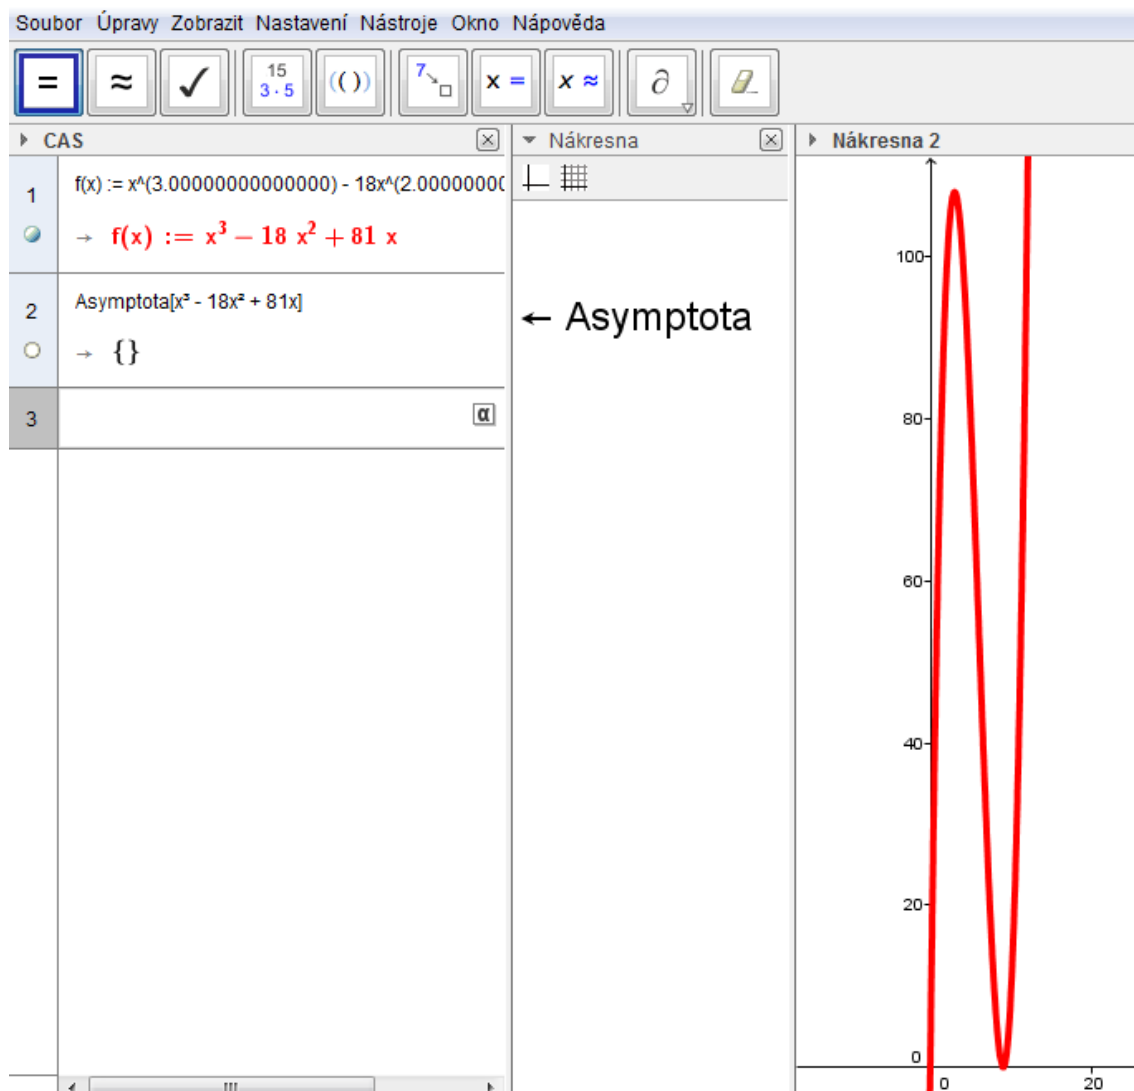 Soubor Úpravy Zobrazit Nastavení Nástroje Okno Nápověda
= ≈ ✓ 15 3·5 (()) 7 x = x ≈ ∂
CAS
Nákresna
Nákresna 2
1
f(x) := x^(3.00000000000000) - 18x^(2.00000000
→ f(x) := x³ − 18 x² + 81 x
2
Asymptota[x³ - 18x² + 81x]
→ {}
← Asymptota
3
α
100
80
60
40
20
0
0 20